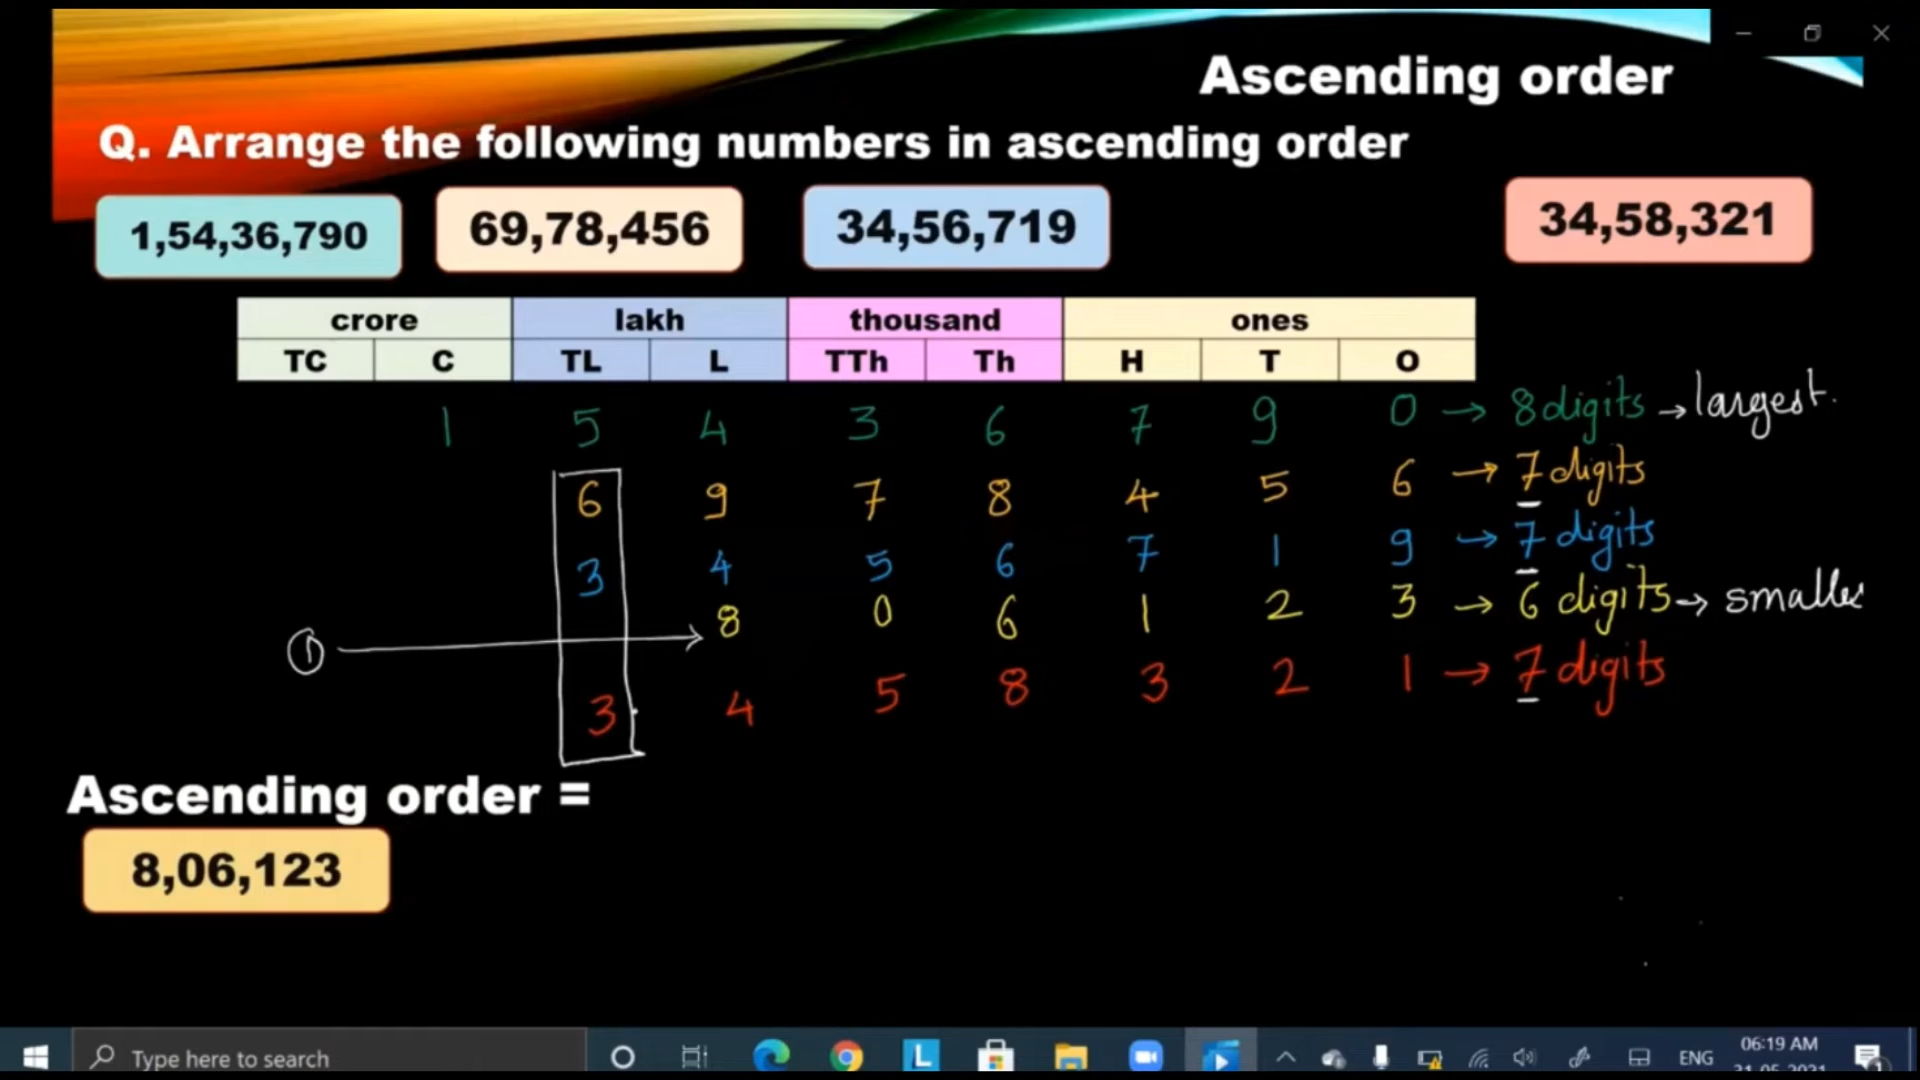 Ascending order
Q. Arrange the following numbers in ascending order
1,54,36,790 69,78,456 34,56,719 34,58,321
crore lakh thousand ones
TC C TL L TTh Th H T O
1 5 4 3 6 7 9 0 → 8 digits → largest.
6 9 7 8 4 5 6 → 7 digits
3 4 5 6 7 1 9 → 7 digits
① → 8 0 6 1 2 3 → 6 digits → smalles
3 4 5 8 3 2 1 → 7 digits
Ascending order =
8,06,123
Type here to search
L
ENG
06:19 AM